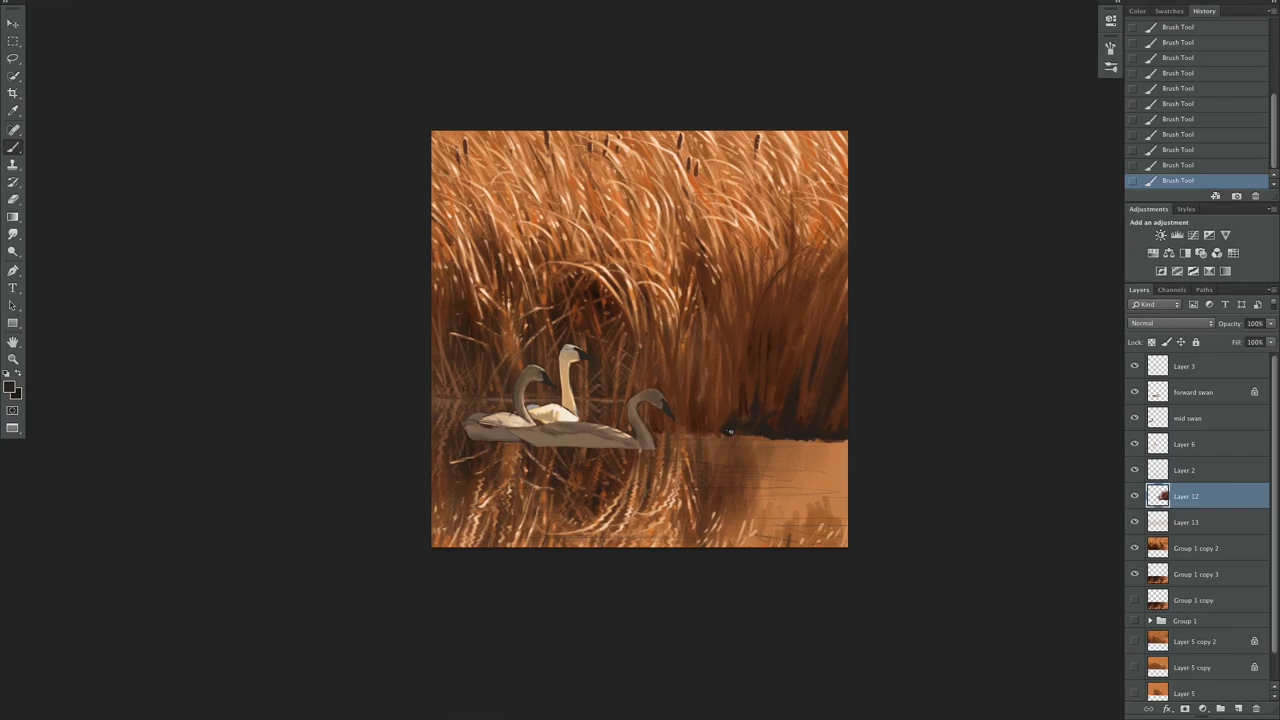 Color Swatches History
Brush Tool
Brush Tool
Brush Tool
Brush Tool
Brush Tool
Brush Tool
Brush Tool
Brush Tool
Brush Tool
Brush Tool
Brush Tool
Adjustments Styles
Add an adjustment
Layers Channels Paths
Kind
Normal Opacity: 100%
Lock: Fill: 100%
Layer 3
forward swan
mid swan
Layer 6
Layer 2
Layer 12
Layer 13
Group 1 copy 2
Group 1 copy 3
Group 1 copy
Group 1
Layer 5 copy 2
Layer 5 copy
Layer 5